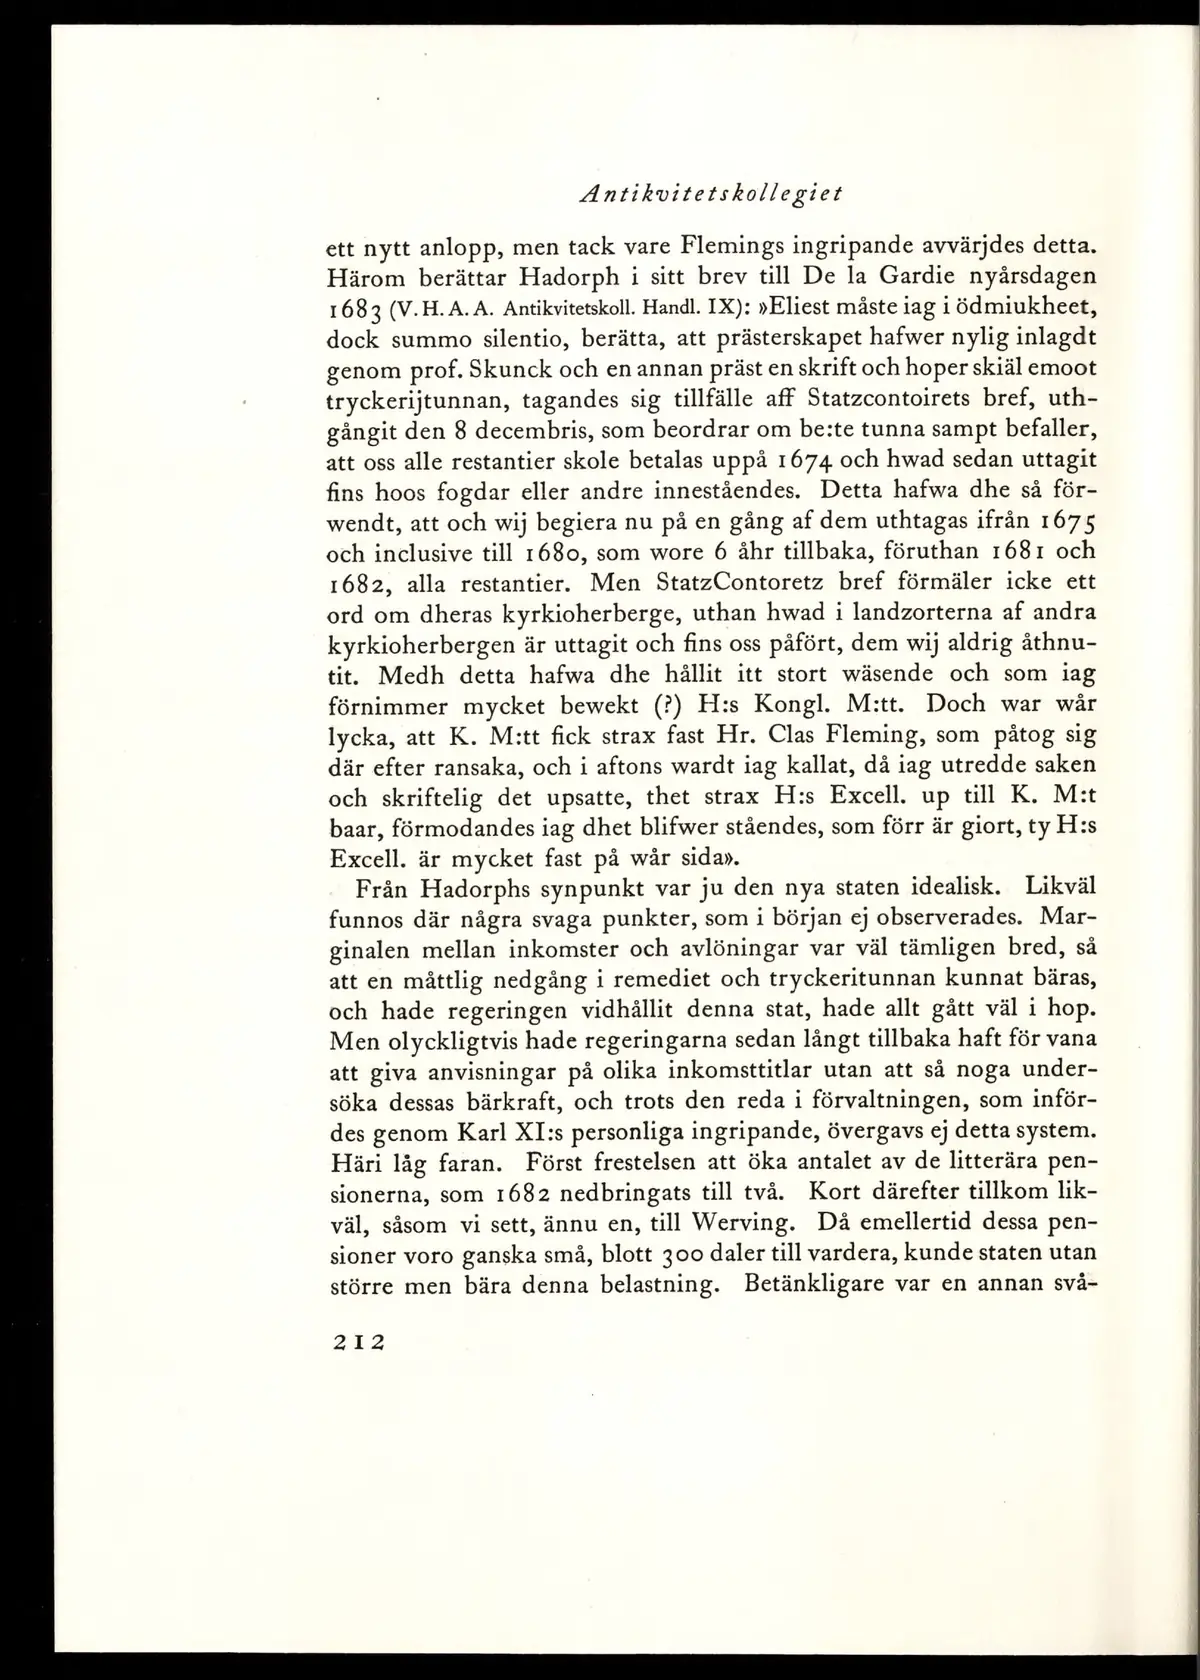 Antikvitetskollegiet
ett nytt anlopp, men tack vare Flemings ingripande avvärjdes detta.
Härom berättar Hadorph i sitt brev till De la Gardie nyårsdagen
1683 (V. H. A. A. Antikvitetskoll. Handl. IX): »Eliest måste iag i ödmiukheet,
dock summo silentio, berätta, att prästerskapet hafwer nylig inlagdt
genom prof. Skunck och en annan präst en skrift och hoper skiäl emoot
tryckerijtunnan, tagandes sig tillfälle aff Statzcontoirets bref, uth-
gångit den 8 decembris, som beordrar om be:te tunna sampt befaller,
att oss alle restantier skole betalas uppå 1674 och hwad sedan uttagit
fins hoos fogdar eller andre inneståendes. Detta hafwa dhe så för-
wendt, att och wij begiera nu på en gång af dem uthtagas ifrån 1675
och inclusive till 1680, som wore 6 åhr tillbaka, föruthan 1681 och
1682, alla restantier. Men StatzContoretz bref förmäler icke ett
ord om dheras kyrkioherberge, uthan hwad i landzorterna af andra
kyrkioherbergen är uttagit och fins oss påfört, dem wij aldrig åthnu-
tit. Medh detta hafwa dhe hållit itt stort wäsende och som iag
förnimmer mycket bewekt (?) H:s Kongl. M:tt. Doch war wår
lycka, att K. M:tt fick strax fast Hr. Clas Fleming, som påtog sig
där efter ransaka, och i aftons wardt iag kallat, då iag utredde saken
och skriftelig det upsatte, thet strax H:s Excell. up till K. M:t
baar, förmodandes iag dhet blifwer ståendes, som förr är giort, ty H:s
Excell. är mycket fast på wår sida».
Från Hadorphs synpunkt var ju den nya staten idealisk. Likväl
funnos där några svaga punkter, som i början ej observerades. Mar-
ginalen mellan inkomster och avlöningar var väl tämligen bred, så
att en måttlig nedgång i remediet och tryckeritunnan kunnat bäras,
och hade regeringen vidhållit denna stat, hade allt gått väl i hop.
Men olyckligtvis hade regeringarna sedan långt tillbaka haft för vana
att giva anvisningar på olika inkomsttitlar utan att så noga under-
söka dessas bärkraft, och trots den reda i förvaltningen, som inför-
des genom Karl XI:s personliga ingripande, övergavs ej detta system.
Häri låg faran. Först frestelsen att öka antalet av de litterära pen-
sionerna, som 1682 nedbringats till två. Kort därefter tillkom lik-
väl, såsom vi sett, ännu en, till Werving. Då emellertid dessa pen-
sioner voro ganska små, blott 300 daler till vardera, kunde staten utan
större men bära denna belastning. Betänkligare var en annan svå-
212